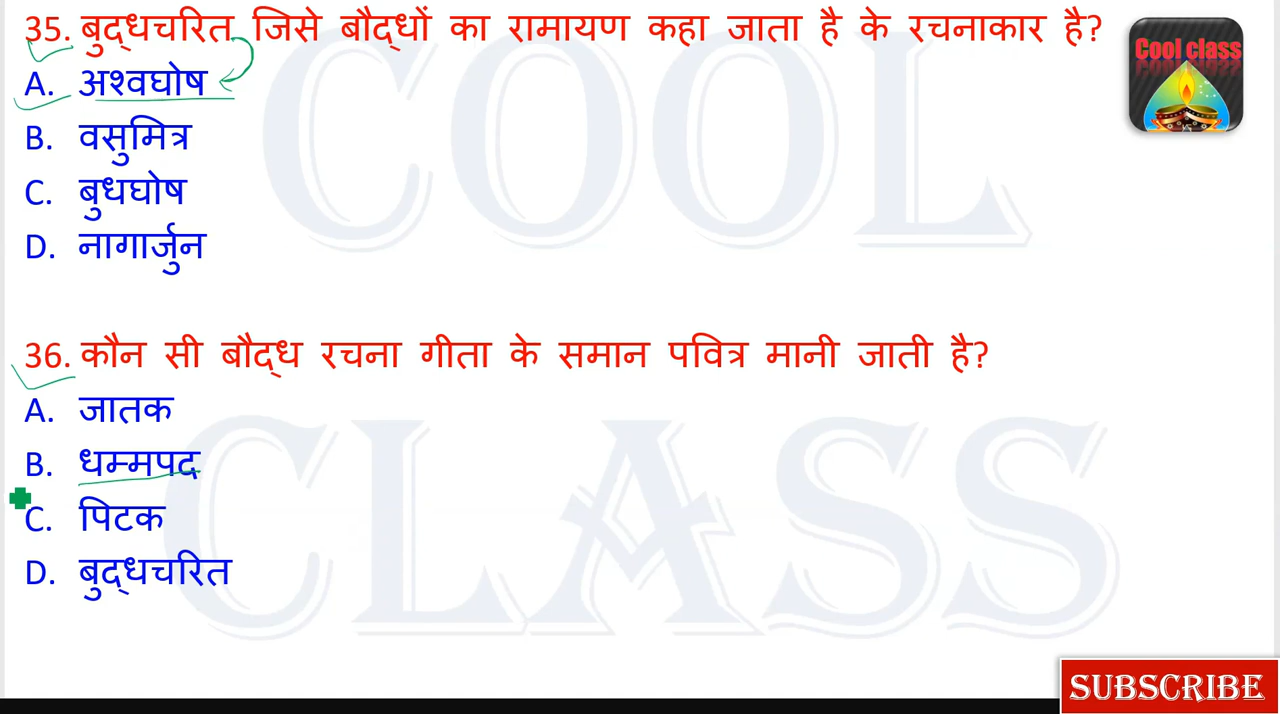 35. बुद्धचरित जिसे बौद्धों का रामायण कहा जाता है के रचनाकार है?
A. अश्वघोष
B. वसुमित्र
C. बुधघोष
D. नागार्जुन
36. कौन सी बौद्ध रचना गीता के समान पवित्र मानी जाती है?
A. जातक
B. धम्मपद
C. पिटक
D. बुद्धचरित
COOL
CLASS
Cool class
SUBSCRIBE